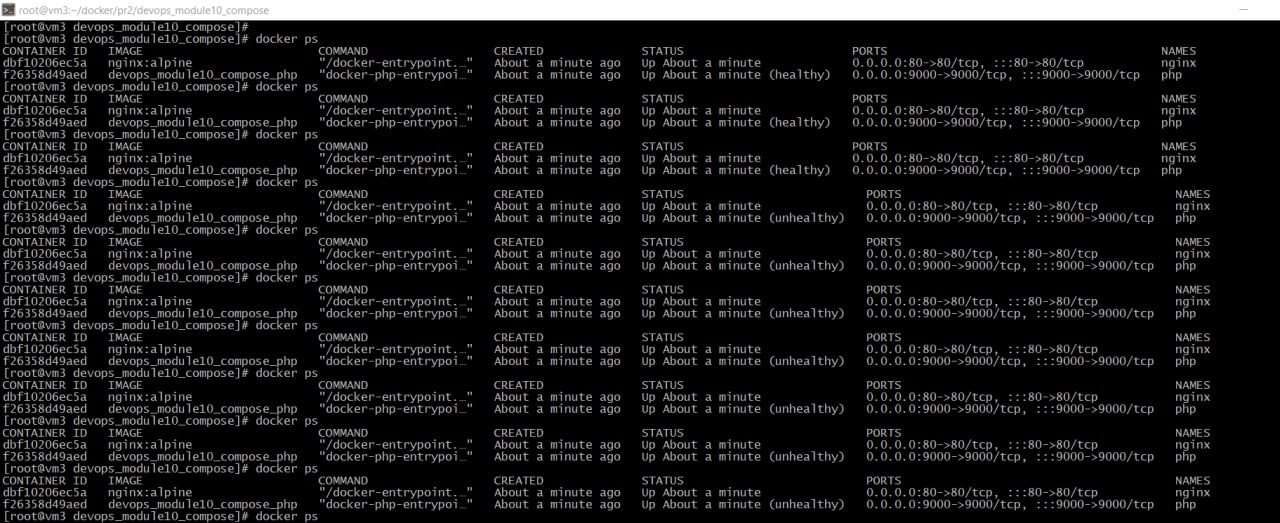 root@vm3:~/docker/pr2/devops_module10_compose
[root@vm3 devops_module10_compose]#
[root@vm3 devops_module10_compose]# docker ps
CONTAINER ID IMAGE COMMAND CREATED STATUS PORTS NAMES
dbf10206ec5a nginx:alpine "/docker-entrypoint.…" About a minute ago Up About a minute 0.0.0.0:80->80/tcp, :::80->80/tcp nginx
f26358d49aed devops_module10_compose_php "docker-php-entrypoi…" About a minute ago Up About a minute (healthy) 0.0.0.0:9000->9000/tcp, :::9000->9000/tcp php
[root@vm3 devops_module10_compose]# docker ps
CONTAINER ID IMAGE COMMAND CREATED STATUS PORTS NAMES
dbf10206ec5a nginx:alpine "/docker-entrypoint.…" About a minute ago Up About a minute 0.0.0.0:80->80/tcp, :::80->80/tcp nginx
f26358d49aed devops_module10_compose_php "docker-php-entrypoi…" About a minute ago Up About a minute (healthy) 0.0.0.0:9000->9000/tcp, :::9000->9000/tcp php
[root@vm3 devops_module10_compose]# docker ps
CONTAINER ID IMAGE COMMAND CREATED STATUS PORTS NAMES
dbf10206ec5a nginx:alpine "/docker-entrypoint.…" About a minute ago Up About a minute 0.0.0.0:80->80/tcp, :::80->80/tcp nginx
f26358d49aed devops_module10_compose_php "docker-php-entrypoi…" About a minute ago Up About a minute (healthy) 0.0.0.0:9000->9000/tcp, :::9000->9000/tcp php
[root@vm3 devops_module10_compose]# docker ps
CONTAINER ID IMAGE COMMAND CREATED STATUS PORTS NAMES
dbf10206ec5a nginx:alpine "/docker-entrypoint.…" About a minute ago Up About a minute 0.0.0.0:80->80/tcp, :::80->80/tcp nginx
f26358d49aed devops_module10_compose_php "docker-php-entrypoi…" About a minute ago Up About a minute (unhealthy) 0.0.0.0:9000->9000/tcp, :::9000->9000/tcp php
[root@vm3 devops_module10_compose]# docker ps
CONTAINER ID IMAGE COMMAND CREATED STATUS PORTS NAMES
dbf10206ec5a nginx:alpine "/docker-entrypoint.…" About a minute ago Up About a minute 0.0.0.0:80->80/tcp, :::80->80/tcp nginx
f26358d49aed devops_module10_compose_php "docker-php-entrypoi…" About a minute ago Up About a minute (unhealthy) 0.0.0.0:9000->9000/tcp, :::9000->9000/tcp php
[root@vm3 devops_module10_compose]# docker ps
CONTAINER ID IMAGE COMMAND CREATED STATUS PORTS NAMES
dbf10206ec5a nginx:alpine "/docker-entrypoint.…" About a minute ago Up About a minute 0.0.0.0:80->80/tcp, :::80->80/tcp nginx
f26358d49aed devops_module10_compose_php "docker-php-entrypoi…" About a minute ago Up About a minute (unhealthy) 0.0.0.0:9000->9000/tcp, :::9000->9000/tcp php
[root@vm3 devops_module10_compose]# docker ps
CONTAINER ID IMAGE COMMAND CREATED STATUS PORTS NAMES
dbf10206ec5a nginx:alpine "/docker-entrypoint.…" About a minute ago Up About a minute 0.0.0.0:80->80/tcp, :::80->80/tcp nginx
f26358d49aed devops_module10_compose_php "docker-php-entrypoi…" About a minute ago Up About a minute (unhealthy) 0.0.0.0:9000->9000/tcp, :::9000->9000/tcp php
[root@vm3 devops_module10_compose]# docker ps
CONTAINER ID IMAGE COMMAND CREATED STATUS PORTS NAMES
dbf10206ec5a nginx:alpine "/docker-entrypoint.…" About a minute ago Up About a minute 0.0.0.0:80->80/tcp, :::80->80/tcp nginx
f26358d49aed devops_module10_compose_php "docker-php-entrypoi…" About a minute ago Up About a minute (unhealthy) 0.0.0.0:9000->9000/tcp, :::9000->9000/tcp php
[root@vm3 devops_module10_compose]# docker ps
CONTAINER ID IMAGE COMMAND CREATED STATUS PORTS NAMES
dbf10206ec5a nginx:alpine "/docker-entrypoint.…" About a minute ago Up About a minute 0.0.0.0:80->80/tcp, :::80->80/tcp nginx
f26358d49aed devops_module10_compose_php "docker-php-entrypoi…" About a minute ago Up About a minute (unhealthy) 0.0.0.0:9000->9000/tcp, :::9000->9000/tcp php
[root@vm3 devops_module10_compose]# docker ps
CONTAINER ID IMAGE COMMAND CREATED STATUS PORTS NAMES
dbf10206ec5a nginx:alpine "/docker-entrypoint.…" About a minute ago Up About a minute 0.0.0.0:80->80/tcp, :::80->80/tcp nginx
f26358d49aed devops_module10_compose_php "docker-php-entrypoi…" About a minute ago Up About a minute (unhealthy) 0.0.0.0:9000->9000/tcp, :::9000->9000/tcp php
[root@vm3 devops_module10_compose]# docker ps